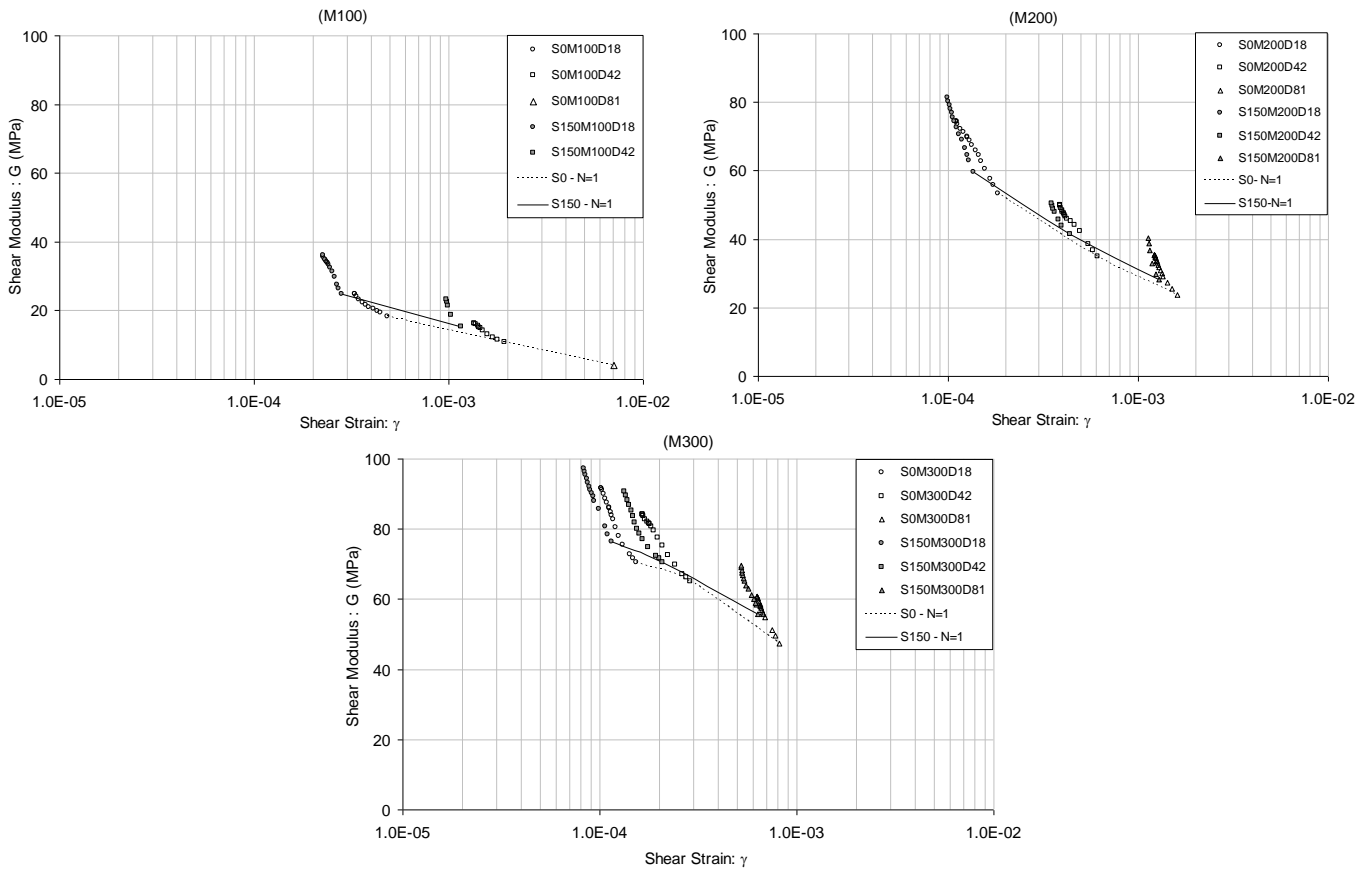 (M100)
100
80
60
40
20
0
Shear Modulus : G (MPa)
1.0E-05
1.0E-04
1.0E-03
1.0E-02
Shear Strain: γ
S0M100D18
S0M100D42
S0M100D81
S150M100D18
S150M100D42
S0 - N=1
S150 - N=1
(M200)
100
80
60
40
20
0
Shear Modulus : G (MPa)
1.0E-05
1.0E-04
1.0E-03
1.0E-02
Shear Strain: γ
S0M200D18
S0M200D42
S0M200D81
S150M200D18
S150M200D42
S150M200D81
S0 - N=1
S150-N=1
(M300)
100
80
60
40
20
0
Shear Modulus : G (MPa)
1.0E-05
1.0E-04
1.0E-03
1.0E-02
Shear Strain: γ
S0M300D18
S0M300D42
S0M300D81
S150M300D18
S150M300D42
S150M300D81
S0 - N=1
S150 - N=1